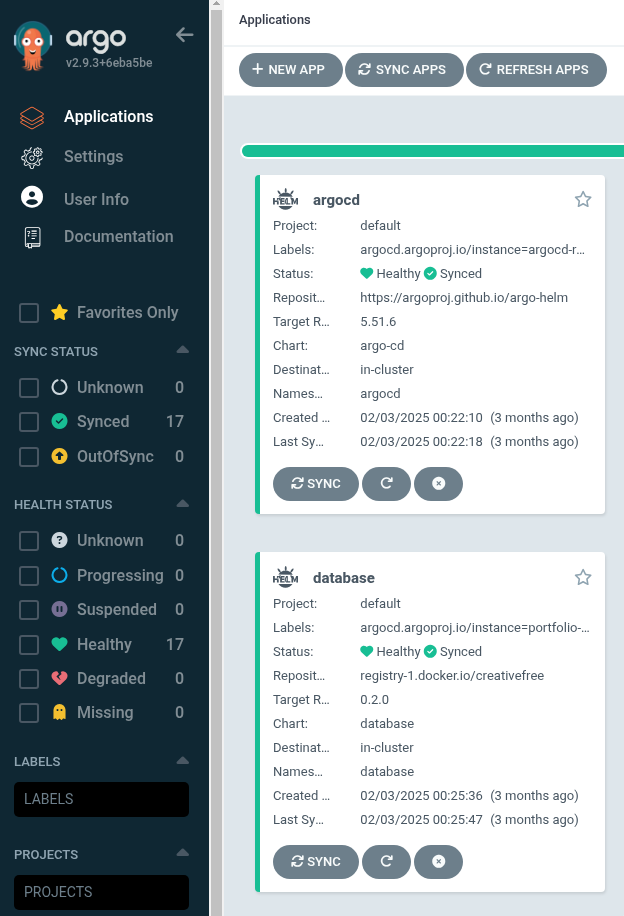 argo
v2.9.3+6eba5be
Applications
Settings
User Info
Documentation
Favorites Only
SYNC STATUS
Unknown 0
Synced 17
OutOfSync 0
HEALTH STATUS
Unknown 0
Progressing 0
Suspended 0
Healthy 17
Degraded 0
Missing 0
LABELS
LABELS
PROJECTS
PROJECTS
Applications
NEW APP SYNC APPS REFRESH APPS
HELM argocd
Project: default
Labels: argocd.argoproj.io/instance=argocd-r...
Status: Healthy Synced
Reposit... https://argoproj.github.io/argo-helm
Target R... 5.51.6
Chart: argo-cd
Destinat... in-cluster
Names... argocd
Created ... 02/03/2025 00:22:10 (3 months ago)
Last Sy... 02/03/2025 00:22:18 (3 months ago)
SYNC
HELM database
Project: default
Labels: argocd.argoproj.io/instance=portfolio-...
Status: Healthy Synced
Reposit... registry-1.docker.io/creativefree
Target R... 0.2.0
Chart: database
Destinat... in-cluster
Names... database
Created ... 02/03/2025 00:25:36 (3 months ago)
Last Sy... 02/03/2025 00:25:47 (3 months ago)
SYNC